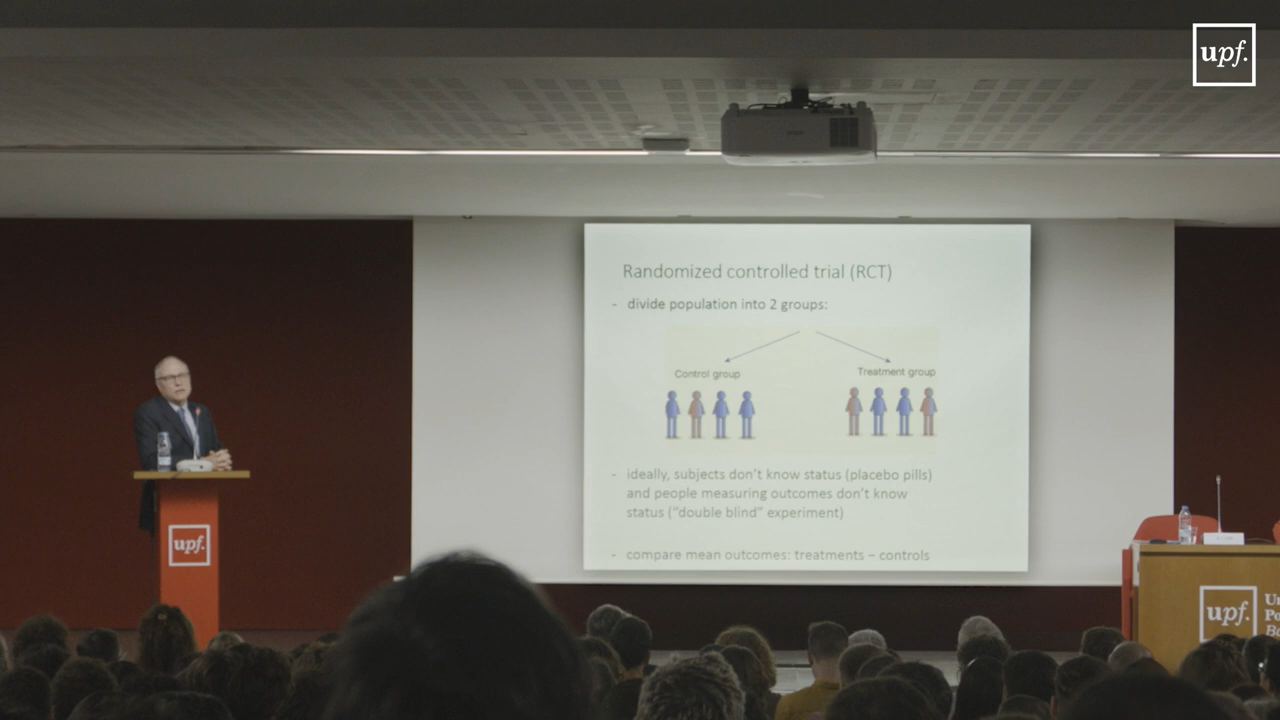 upf.
Randomized controlled trial (RCT)
- divide population into 2 groups:
Control group
Treatment group
- ideally, subjects don't know status (placebo pills)
and people measuring outcomes don't know
status ("double blind" experiment)
- compare mean outcomes: treatments – controls
upf.
upf.